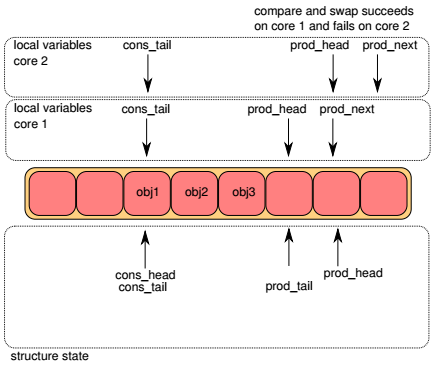 compare and swap succeeds
on core 1 and fails on core 2
local variables
core 2
cons_tail
prod_head
prod_next
local variables
core 1
cons_tail
prod_head
prod_next
obj1
obj2
obj3
cons_head
cons_tail
prod_tail
prod_head
structure state